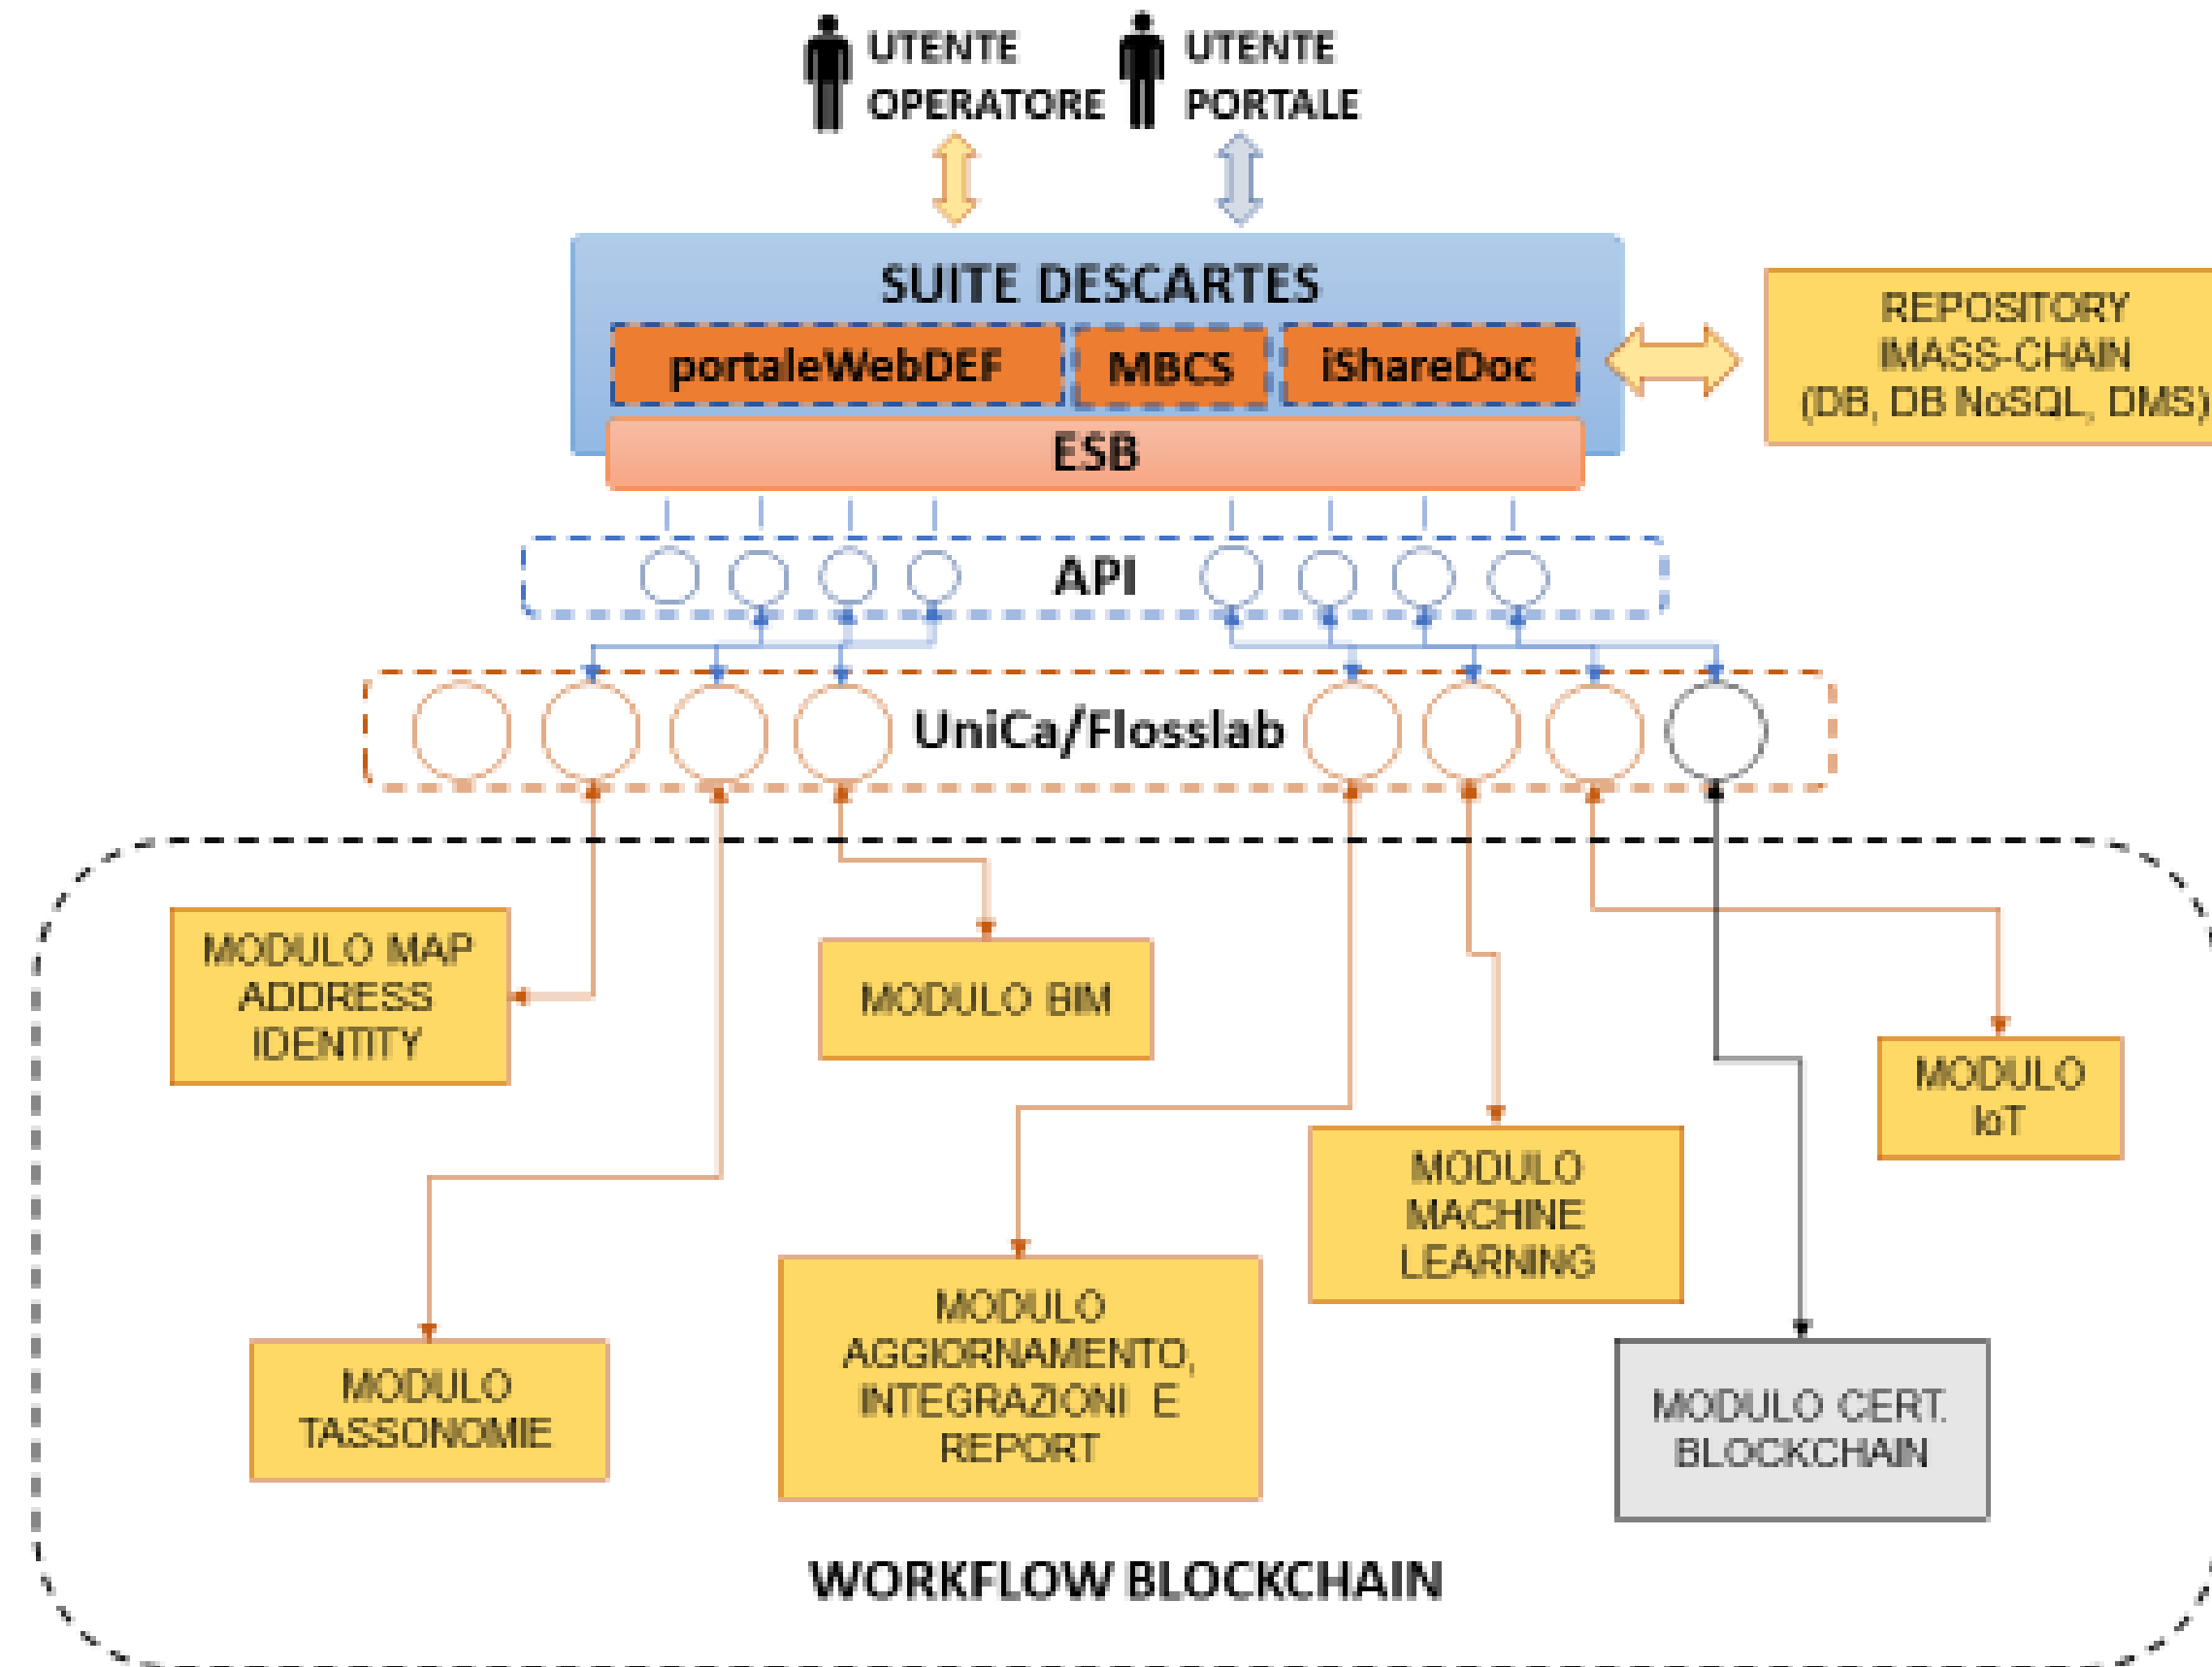 UTENTE
OPERATORE
UTENTE
PORTALE
SUITE DESCARTES
portaleWebDEF
MBCS
iShareDoc
ESB
REPOSITORY
IMASS-CHAIN
(DB, DB NoSQL, DMS)
API
UniCa/Flosslab
MODULO MAP
ADDRESS
IDENTITY
MODULO BIM
MODULO
IoT
MODULO
MACHINE
LEARNING
MODULO
AGGIORNAMENTO,
INTEGRAZIONI E
REPORT
MODULO
TASSONOMIE
MODULO CERT.
BLOCKCHAIN
WORKFLOW BLOCKCHAIN